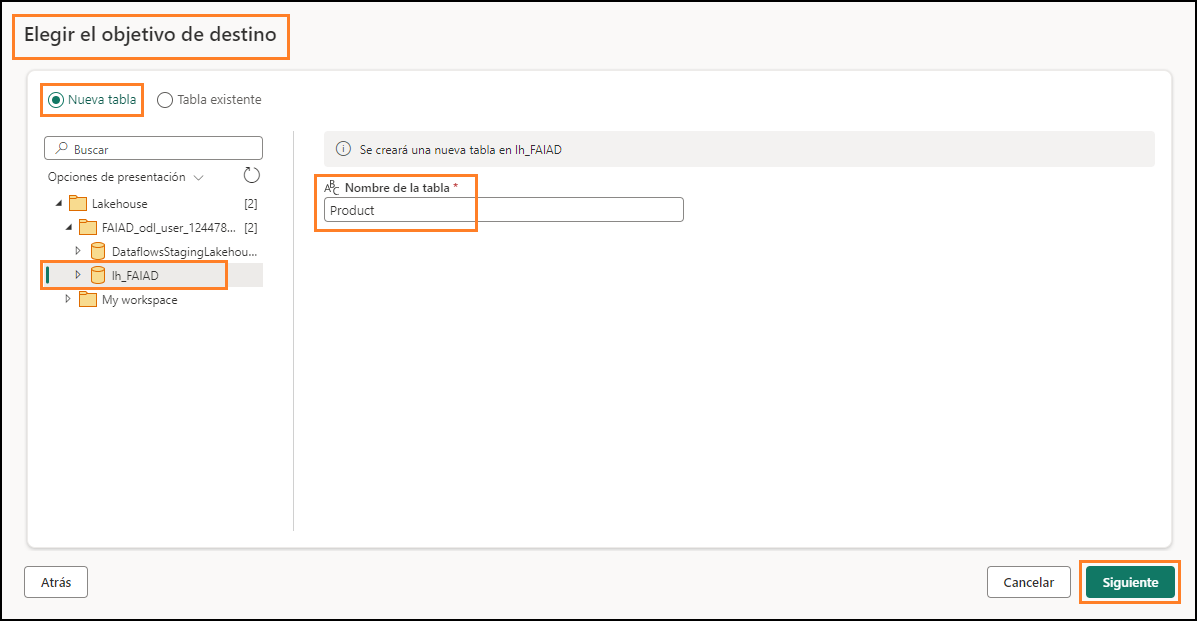 Elegir el objetivo de destino
Nueva tabla Tabla existente
Buscar
Opciones de presentación
Lakehouse [2]
FAIAD_odl_user_124478... [2]
DataflowsStagingLakehou...
lh_FAIAD
My workspace
Se creará una nueva tabla en lh_FAIAD
ABC Nombre de la tabla *
Product
Atrás Cancelar Siguiente